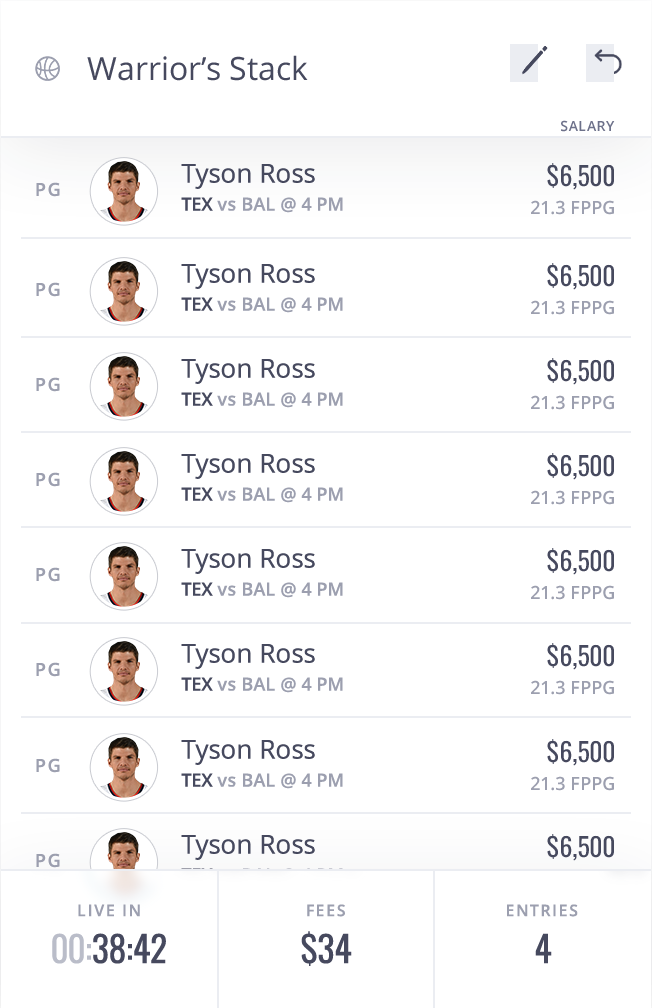 Warrior’s Stack
SALARY
PG
Tyson Ross
TEX vs BAL @ 4 PM
$6,500
21.3 FPPG
PG
Tyson Ross
TEX vs BAL @ 4 PM
$6,500
21.3 FPPG
PG
Tyson Ross
TEX vs BAL @ 4 PM
$6,500
21.3 FPPG
PG
Tyson Ross
TEX vs BAL @ 4 PM
$6,500
21.3 FPPG
PG
Tyson Ross
TEX vs BAL @ 4 PM
$6,500
21.3 FPPG
PG
Tyson Ross
TEX vs BAL @ 4 PM
$6,500
21.3 FPPG
PG
Tyson Ross
TEX vs BAL @ 4 PM
$6,500
21.3 FPPG
PG
Tyson Ross
$6,500
LIVE IN
00:38:42
FEES
$34
ENTRIES
4